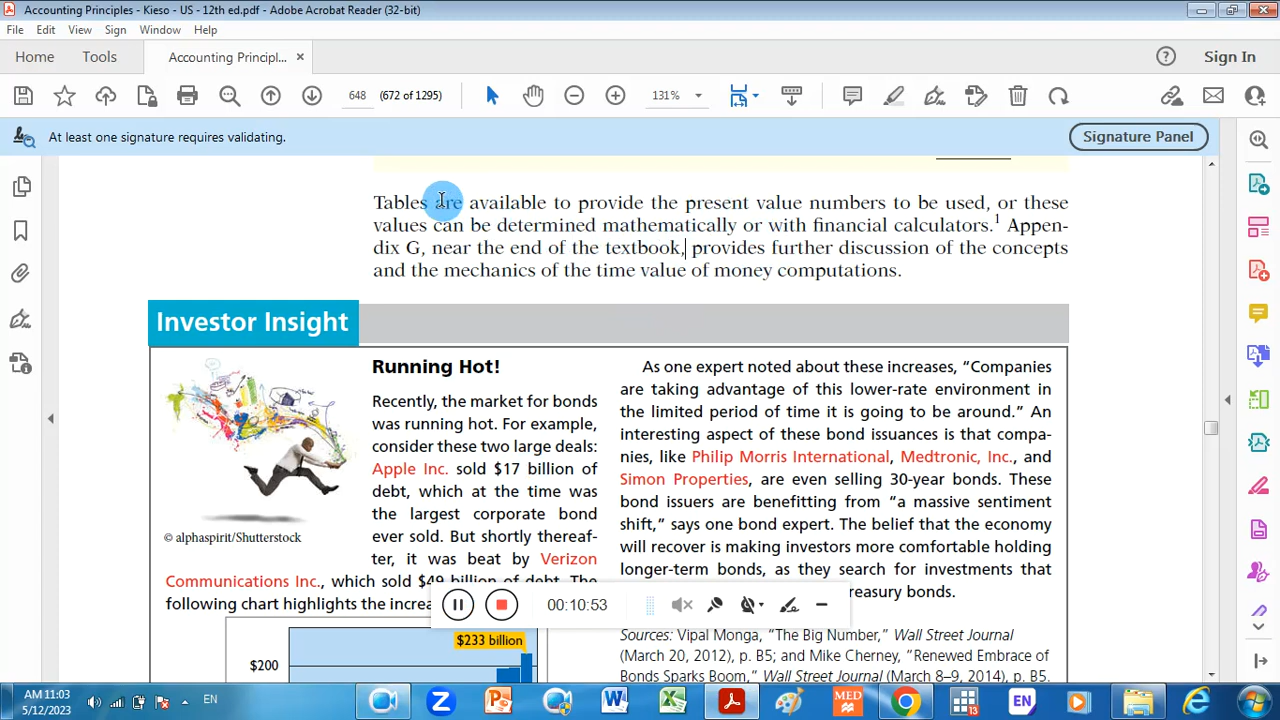 Accounting Principles - Kieso - US - 12th ed.pdf - Adobe Acrobat Reader (32-bit)
File Edit View Sign Window Help
Home Tools Accounting Principl... × Sign In
648 (672 of 1295) 131%
At least one signature requires validating. Signature Panel
Tables are available to provide the present value numbers to be used, or these
values can be determined mathematically or with financial calculators.1 Appen-
dix G, near the end of the textbook, provides further discussion of the concepts
and the mechanics of the time value of money computations.
Investor Insight
Running Hot!
Recently, the market for bonds
was running hot. For example,
consider these two large deals:
Apple Inc. sold $17 billion of
debt, which at the time was
the largest corporate bond
ever sold. But shortly thereaf-
ter, it was beat by Verizon
Communications Inc., which sold $49 billion of debt. The
following chart highlights the increa
© alphaspirit/Shutterstock
$233 billion
$200
As one expert noted about these increases, “Companies
are taking advantage of this lower-rate environment in
the limited period of time it is going to be around.” An
interesting aspect of these bond issuances is that compa-
nies, like Philip Morris International, Medtronic, Inc., and
Simon Properties, are even selling 30-year bonds. These
bond issuers are benefitting from “a massive sentiment
shift,” says one bond expert. The belief that the economy
will recover is making investors more comfortable holding
longer-term bonds, as they search for investments that
reasury bonds.
Sources: Vipal Monga, “The Big Number,” Wall Street Journal
(March 20, 2012), p. B5; and Mike Cherney, “Renewed Embrace of
Bonds Sparks Boom,” Wall Street Journal (March 8–9, 2014), p. B5.
00:10:53
AM 11:03
5/12/2023
EN
MED
13
EN